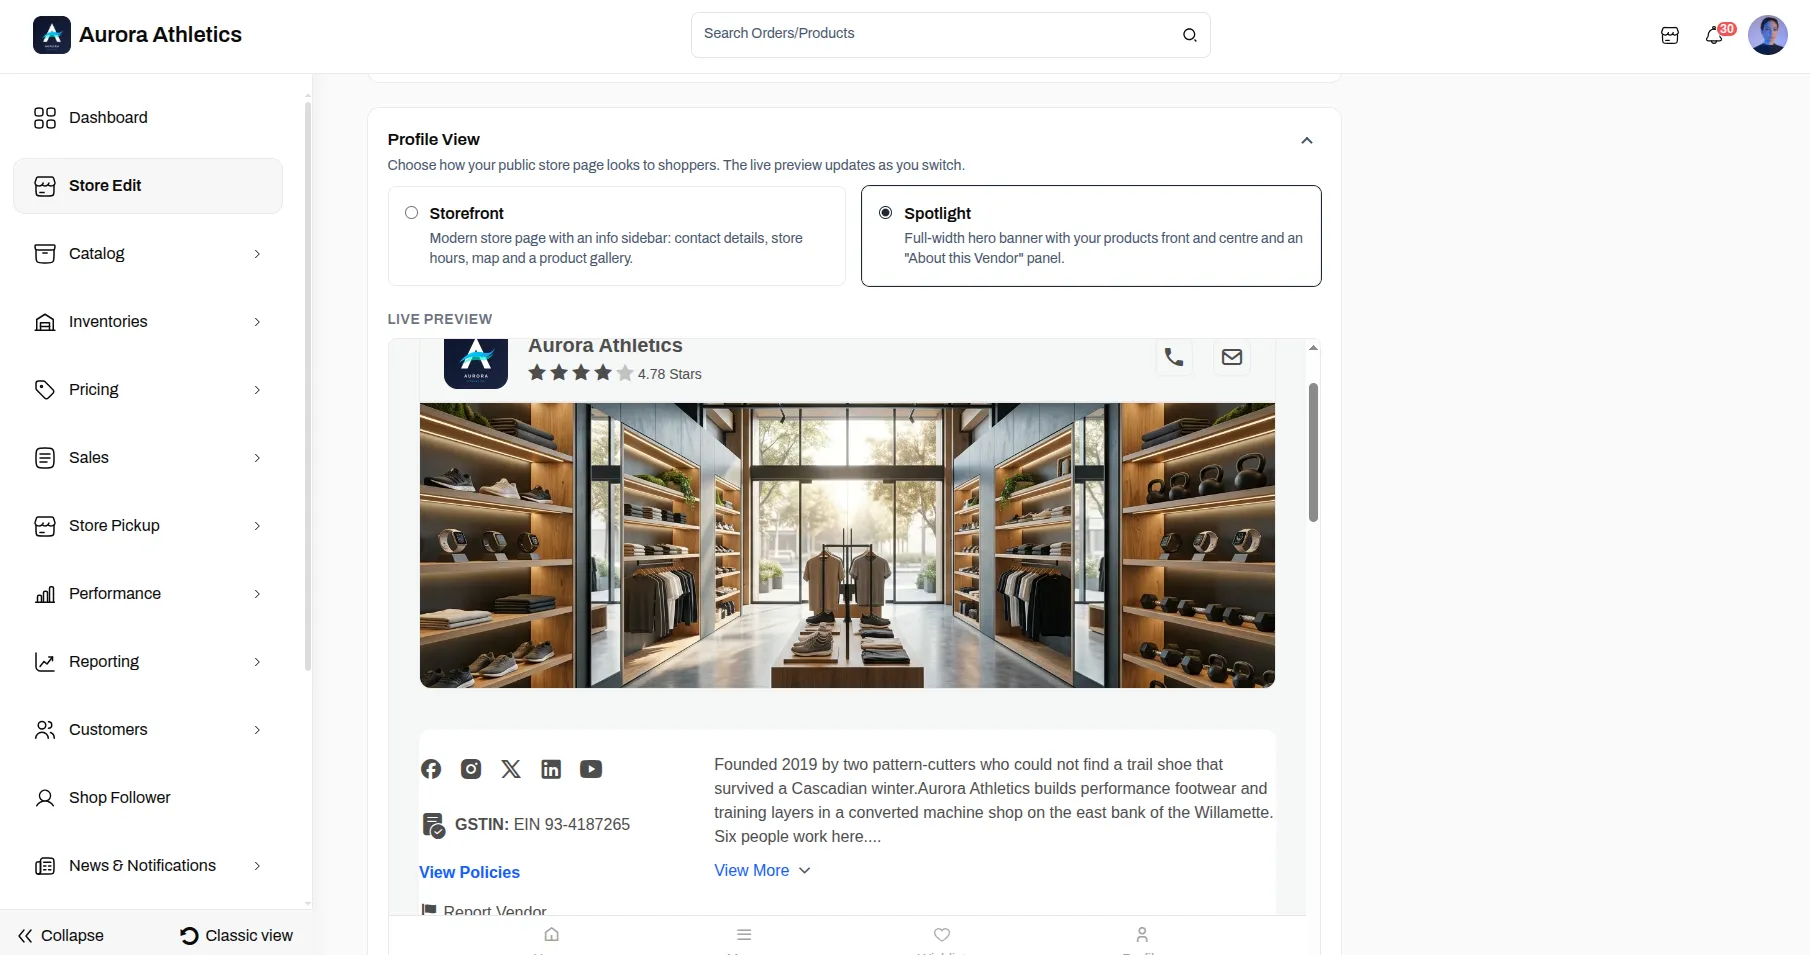 Aurora Athletics
Search Orders/Products
30
Dashboard
Store Edit
Catalog
Inventories
Pricing
Sales
Store Pickup
Performance
Reporting
Customers
Shop Follower
News & Notifications
Collapse
Classic view
Profile View
Choose how your public store page looks to shoppers. The live preview updates as you switch.
Storefront
Modern store page with an info sidebar: contact details, store
hours, map and a product gallery.
Spotlight
Full-width hero banner with your products front and centre and an
"About this Vendor" panel.
LIVE PREVIEW
AURORA
Aurora Athletics
4.78 Stars
Founded 2019 by two pattern-cutters who could not find a trail shoe that
survived a Cascadian winter.Aurora Athletics builds performance footwear and
training layers in a converted machine shop on the east bank of the Willamette.
Six people work here....
View More
GSTIN: EIN 93-4187265
View Policies
Report Vendor